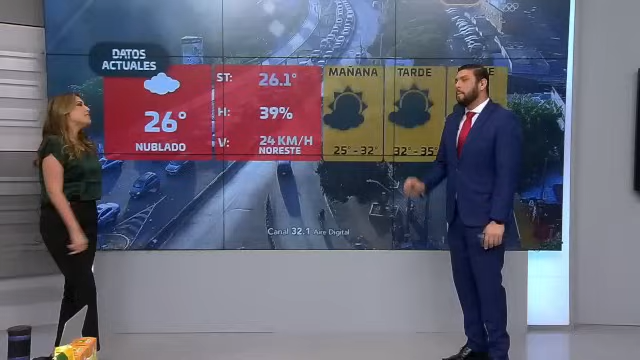 DATOS
ACTUALES
26°
NUBLADO
ST: 26.1°
H: 39%
V: 24 KM/H
NORESTE
MAÑANA
25° - 32°
TARDE
32° - 35°
Canal 32.1 Aire Digital